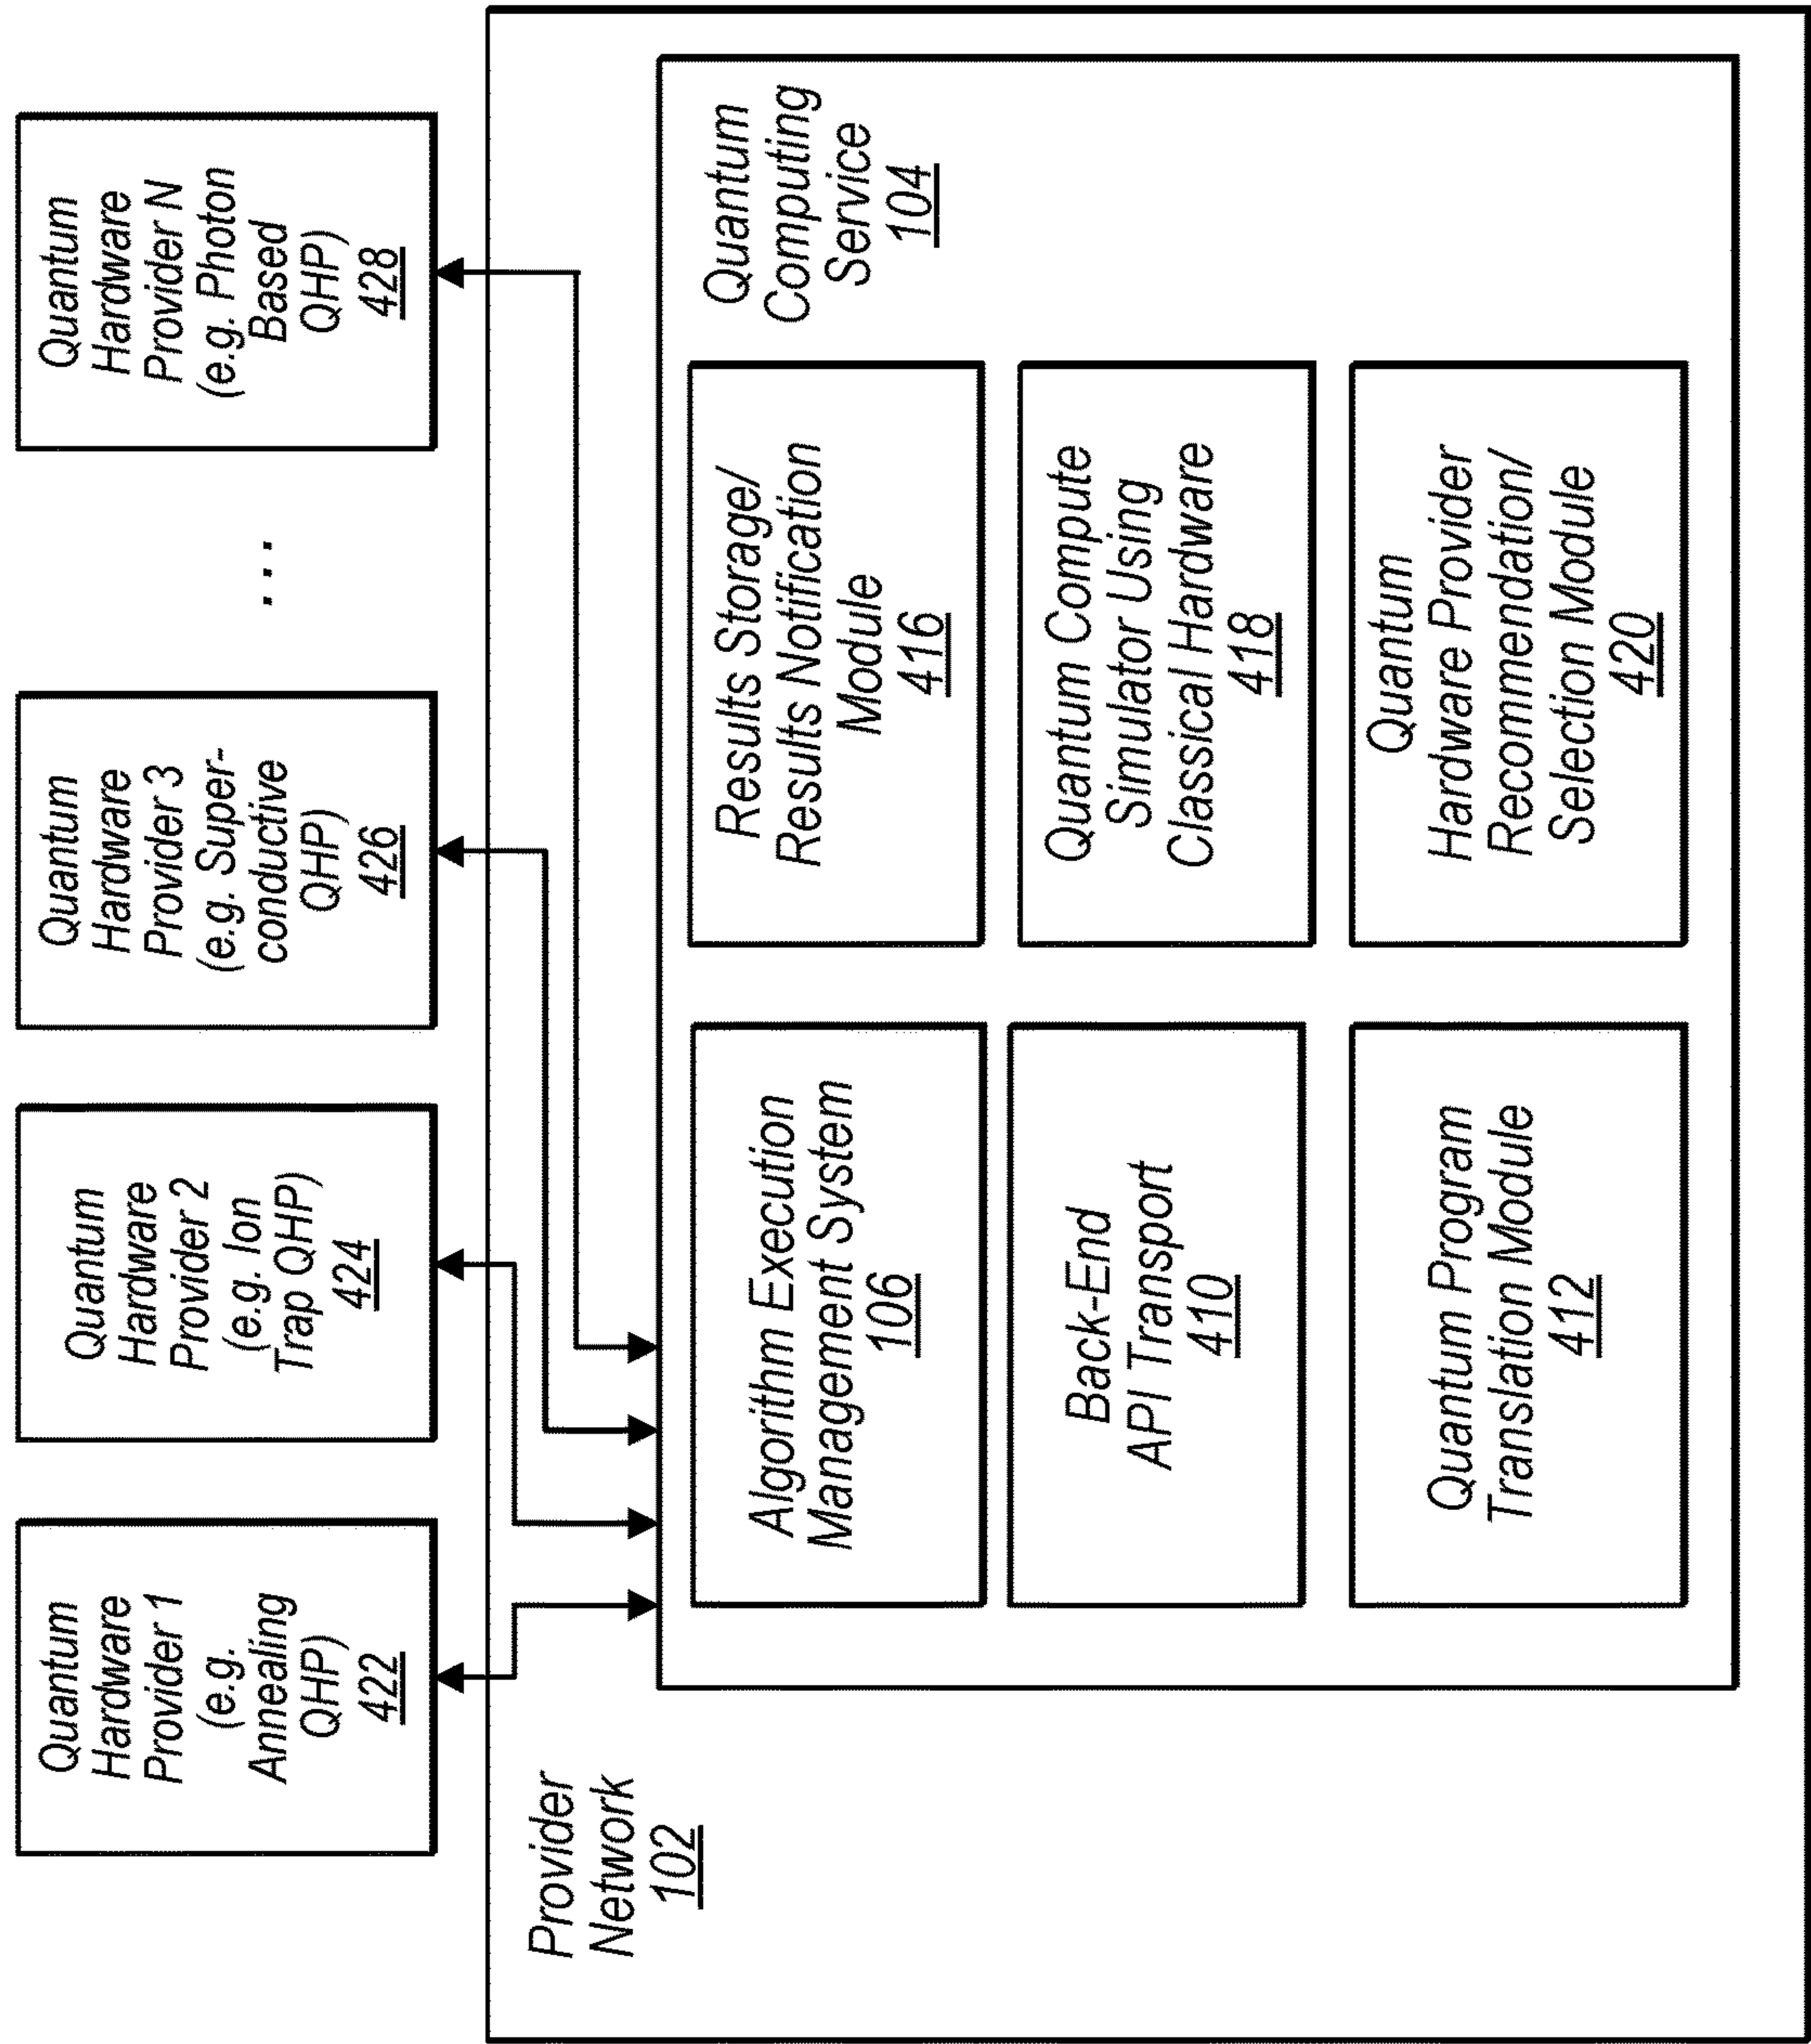 Quantum
Hardware
Provider 1
(e.g.
Annealing
QHP)
422
Quantum
Hardware
Provider 2
(e.g. Ion
Trap QHP)
424
Quantum
Hardware
Provider 3
(e.g. Super-
conductive
QHP)
426
...
Quantum
Hardware
Provider N
(e.g. Photon
Based
QHP)
428
Provider
Network
102
Quantum
Computing
Service
104
Algorithm Execution
Management System
106
Results Storage/
Results Notification
Module
416
Back-End
API Transport
410
Quantum Compute
Simulator Using
Classical Hardware
418
Quantum Program
Translation Module
412
Quantum
Hardware Provider
Recommendation/
Selection Module
420